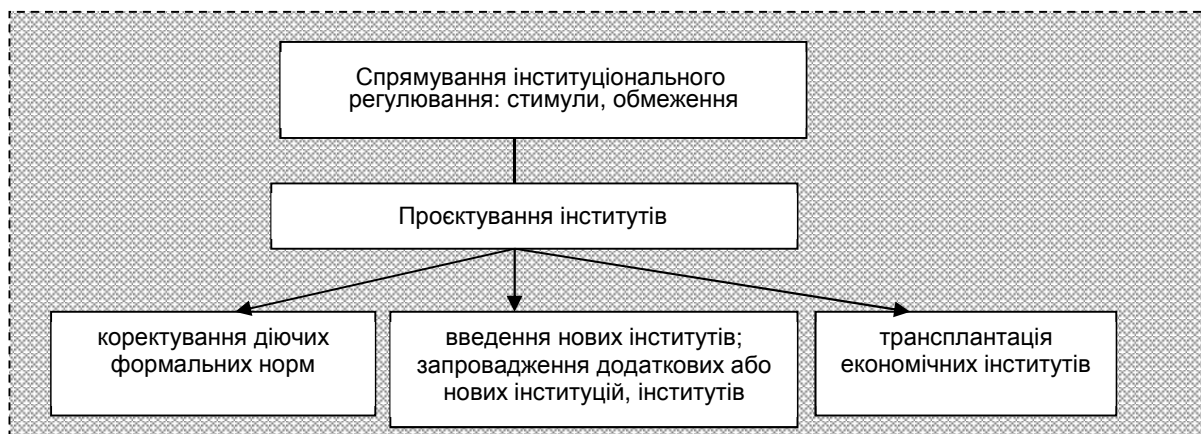 Спрямування інституціонального
регулювання: стимули, обмеження
Проєктування інститутів
коректування діючих
формальних норм
введення нових інститутів;
запровадження додаткових або
нових інституцій, інститутів
трансплантація
економічних інститутів